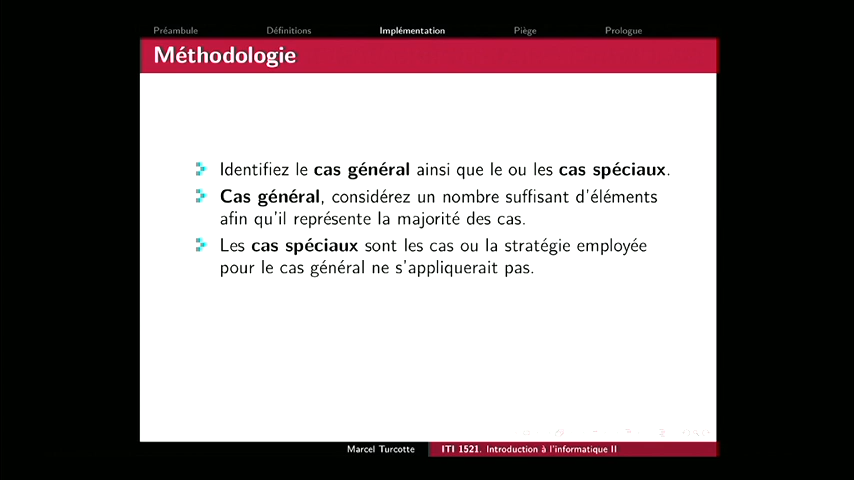 Préambule Définitions Implémentation Piège Prologue
Méthodologie
Identifiez le cas général ainsi que le ou les cas spéciaux.
Cas général, considérez un nombre suffisant d'éléments
afin qu'il représente la majorité des cas.
Les cas spéciaux sont les cas ou la stratégie employée
pour le cas général ne s'appliquerait pas.
Marcel Turcotte ITI 1521. Introduction à l'informatique II